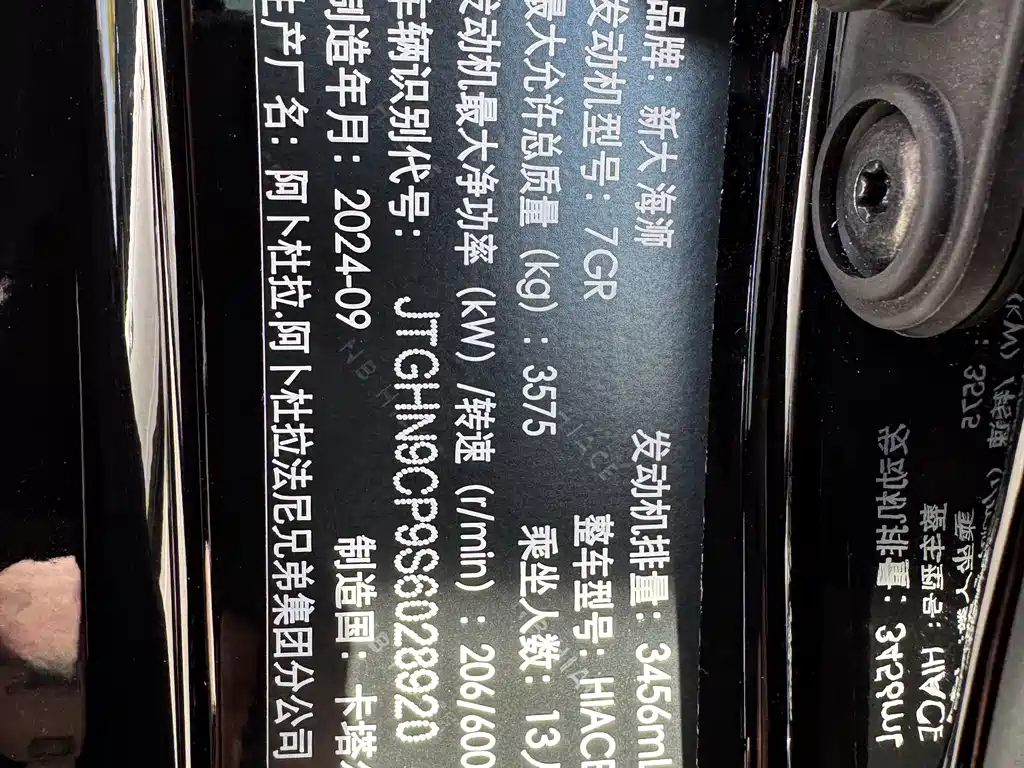 品牌: 新大海狮 发动机排量: 3456ml
发动机型号: 7GR 整车型号: HIACE
最大允许总质量 (kg) : 3575 乘坐人数: 13人
发动机最大净功率 (kW) /转速 (r/min) : 206/600
车辆识别代号: JTGHN9CP9S6028920
制造年月: 2024-09 制造国: 卡塔
生产厂名: 阿卜杜拉.阿卜杜拉法尼兄弟集团分公司